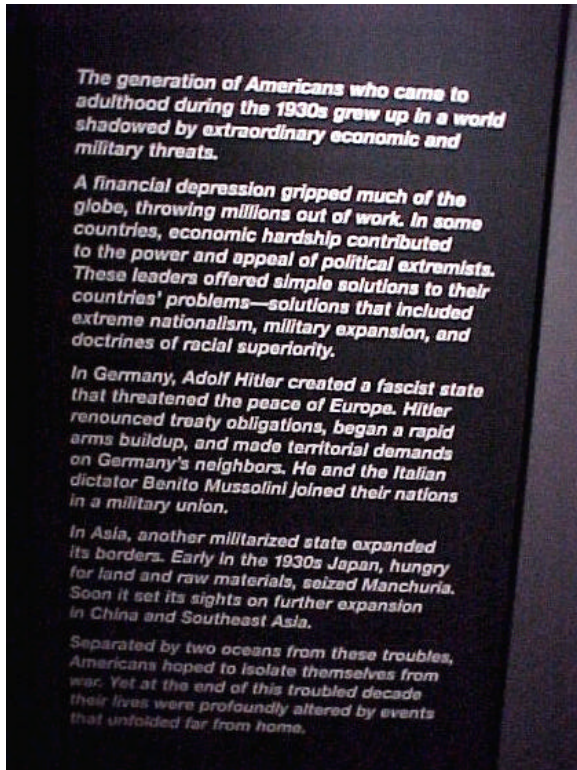 The generation of Americans who came to
adulthood during the 1930s grew up in a world
shadowed by extraordinary economic and
military threats.
A financial depression gripped much of the
globe, throwing millions out of work. In some
countries, economic hardship contributed
to the power and appeal of political extremists.
These leaders offered simple solutions to their
countries' problems—solutions that included
extreme nationalism, military expansion, and
doctrines of racial superiority.
In Germany, Adolf Hitler created a fascist state
that threatened the peace of Europe. Hitler
renounced treaty obligations, began a rapid
arms buildup, and made territorial demands
on Germany's neighbors. He and the Italian
dictator Benito Mussolini joined their nations
in a military union.
In Asia, another militarized state expanded
its borders. Early in the 1930s Japan, hungry
for land and raw materials, seized Manchuria.
Soon it set its sights on further expansion
in China and Southeast Asia.
Separated by two oceans from these troubles,
Americans hoped to isolate themselves from
war. Yet at the end of this troubled decade
their lives were profoundly altered by events
that unfolded far from home.